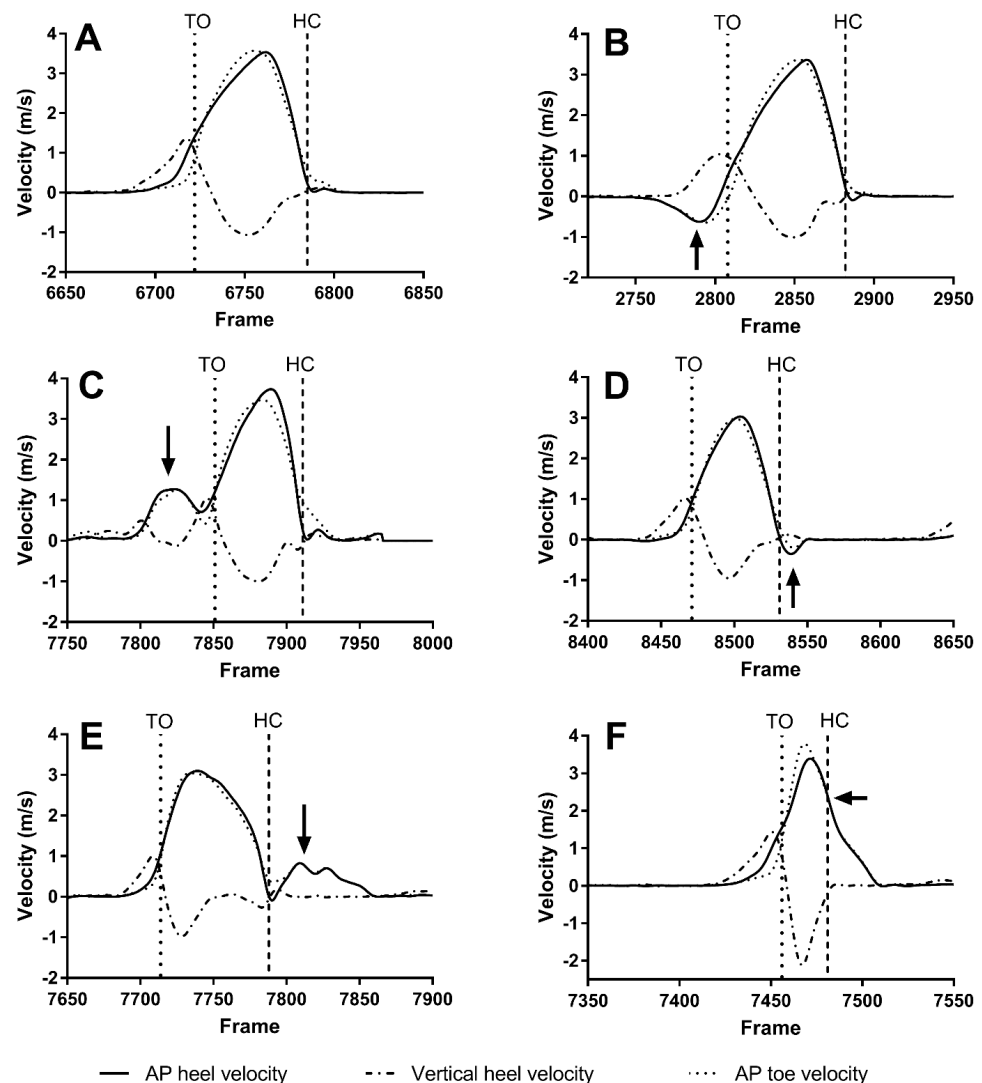 A TO HC
Velocity (m/s)
4
3
2
1
0
-1
-2
6650 6700 6750 6800 6850
Frame
B TO HC
Velocity (m/s)
4
3
2
1
0
-1
-2
2750 2800 2850 2900 2950
Frame
C TO HC
Velocity (m/s)
4
3
2
1
0
-1
-2
7750 7800 7850 7900 7950 8000
Frame
D TO HC
Velocity (m/s)
4
3
2
1
0
-1
-2
8400 8450 8500 8550 8600 8650
Frame
E TO HC
Velocity (m/s)
4
3
2
1
0
-1
-2
7650 7700 7750 7800 7850 7900
Frame
F TO HC
Velocity (m/s)
4
3
2
1
0
-1
-2
7350 7400 7450 7500 7550
Frame
AP heel velocity Vertical heel velocity AP toe velocity